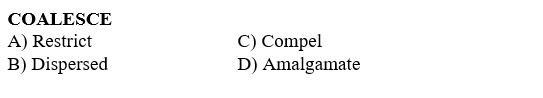 COALESCE
A) Restrict C) Compel
B) Dispersed D) Amalgamate